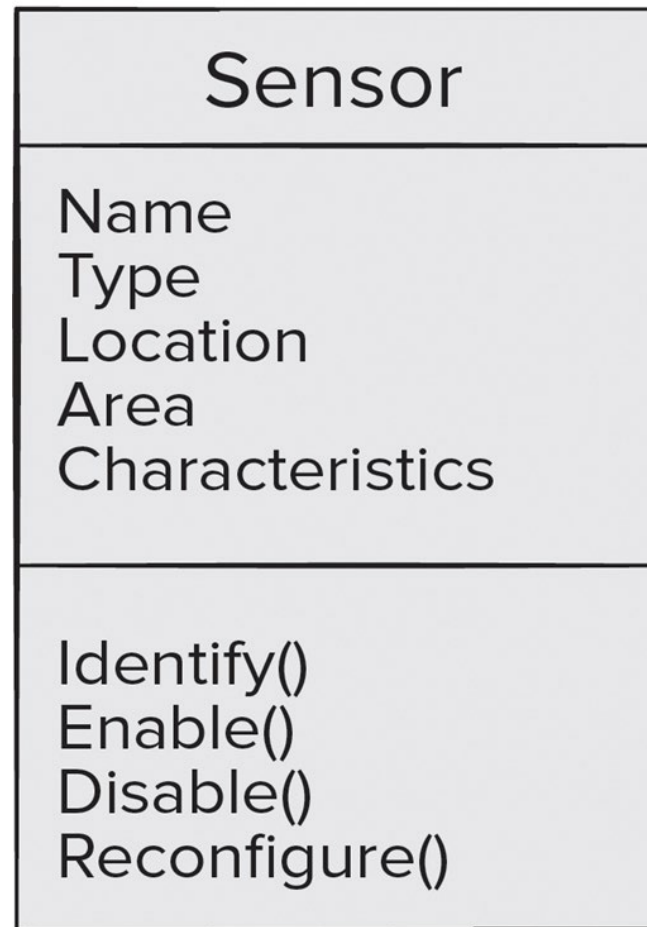 Sensor
Name
Type
Location
Area
Characteristics
Identify()
Enable()
Disable()
Reconfigure()